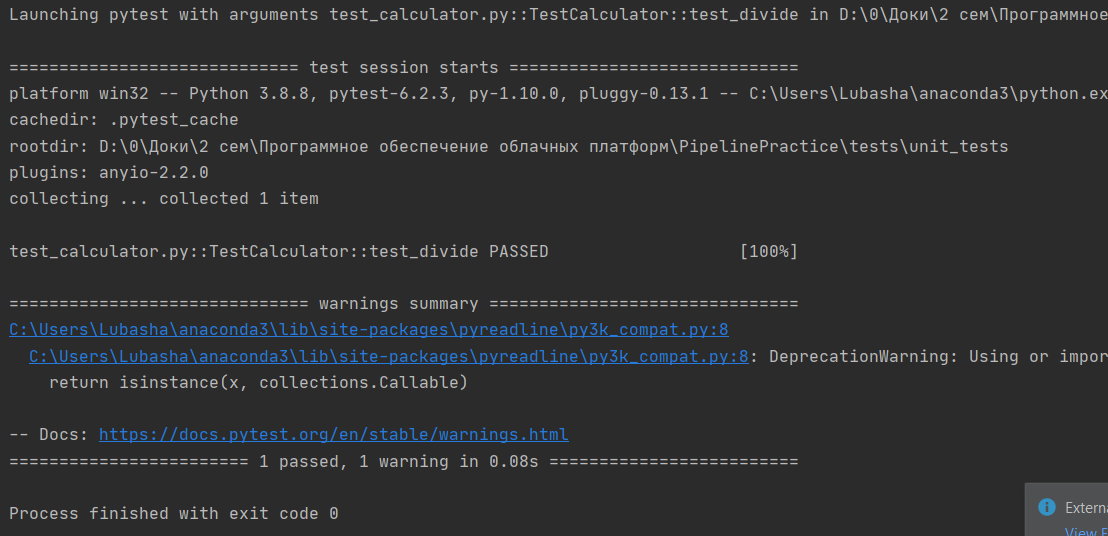 Launching pytest with arguments test_calculator.py::TestCalculator::test_divide in D:\0\Доки\2 сем\Программное
============================= test session starts =============================
platform win32 -- Python 3.8.8, pytest-6.2.3, py-1.10.0, pluggy-0.13.1 -- C:\Users\Lubasha\anaconda3\python.ex
cachedir: .pytest_cache
rootdir: D:\0\Доки\2 сем\Программное обеспечение облачных платформ\PipelinePractice\tests\unit_tests
plugins: anyio-2.2.0
collecting ... collected 1 item
test_calculator.py::TestCalculator::test_divide PASSED                   [100%]
============================== warnings summary ===============================
C:\Users\Lubasha\anaconda3\lib\site-packages\pyreadline\py3k_compat.py:8
  C:\Users\Lubasha\anaconda3\lib\site-packages\pyreadline\py3k_compat.py:8: DeprecationWarning: Using or impor
    return isinstance(x, collections.Callable)
-- Docs: https://docs.pytest.org/en/stable/warnings.html
======================== 1 passed, 1 warning in 0.08s =========================
Process finished with exit code 0
Externa
View